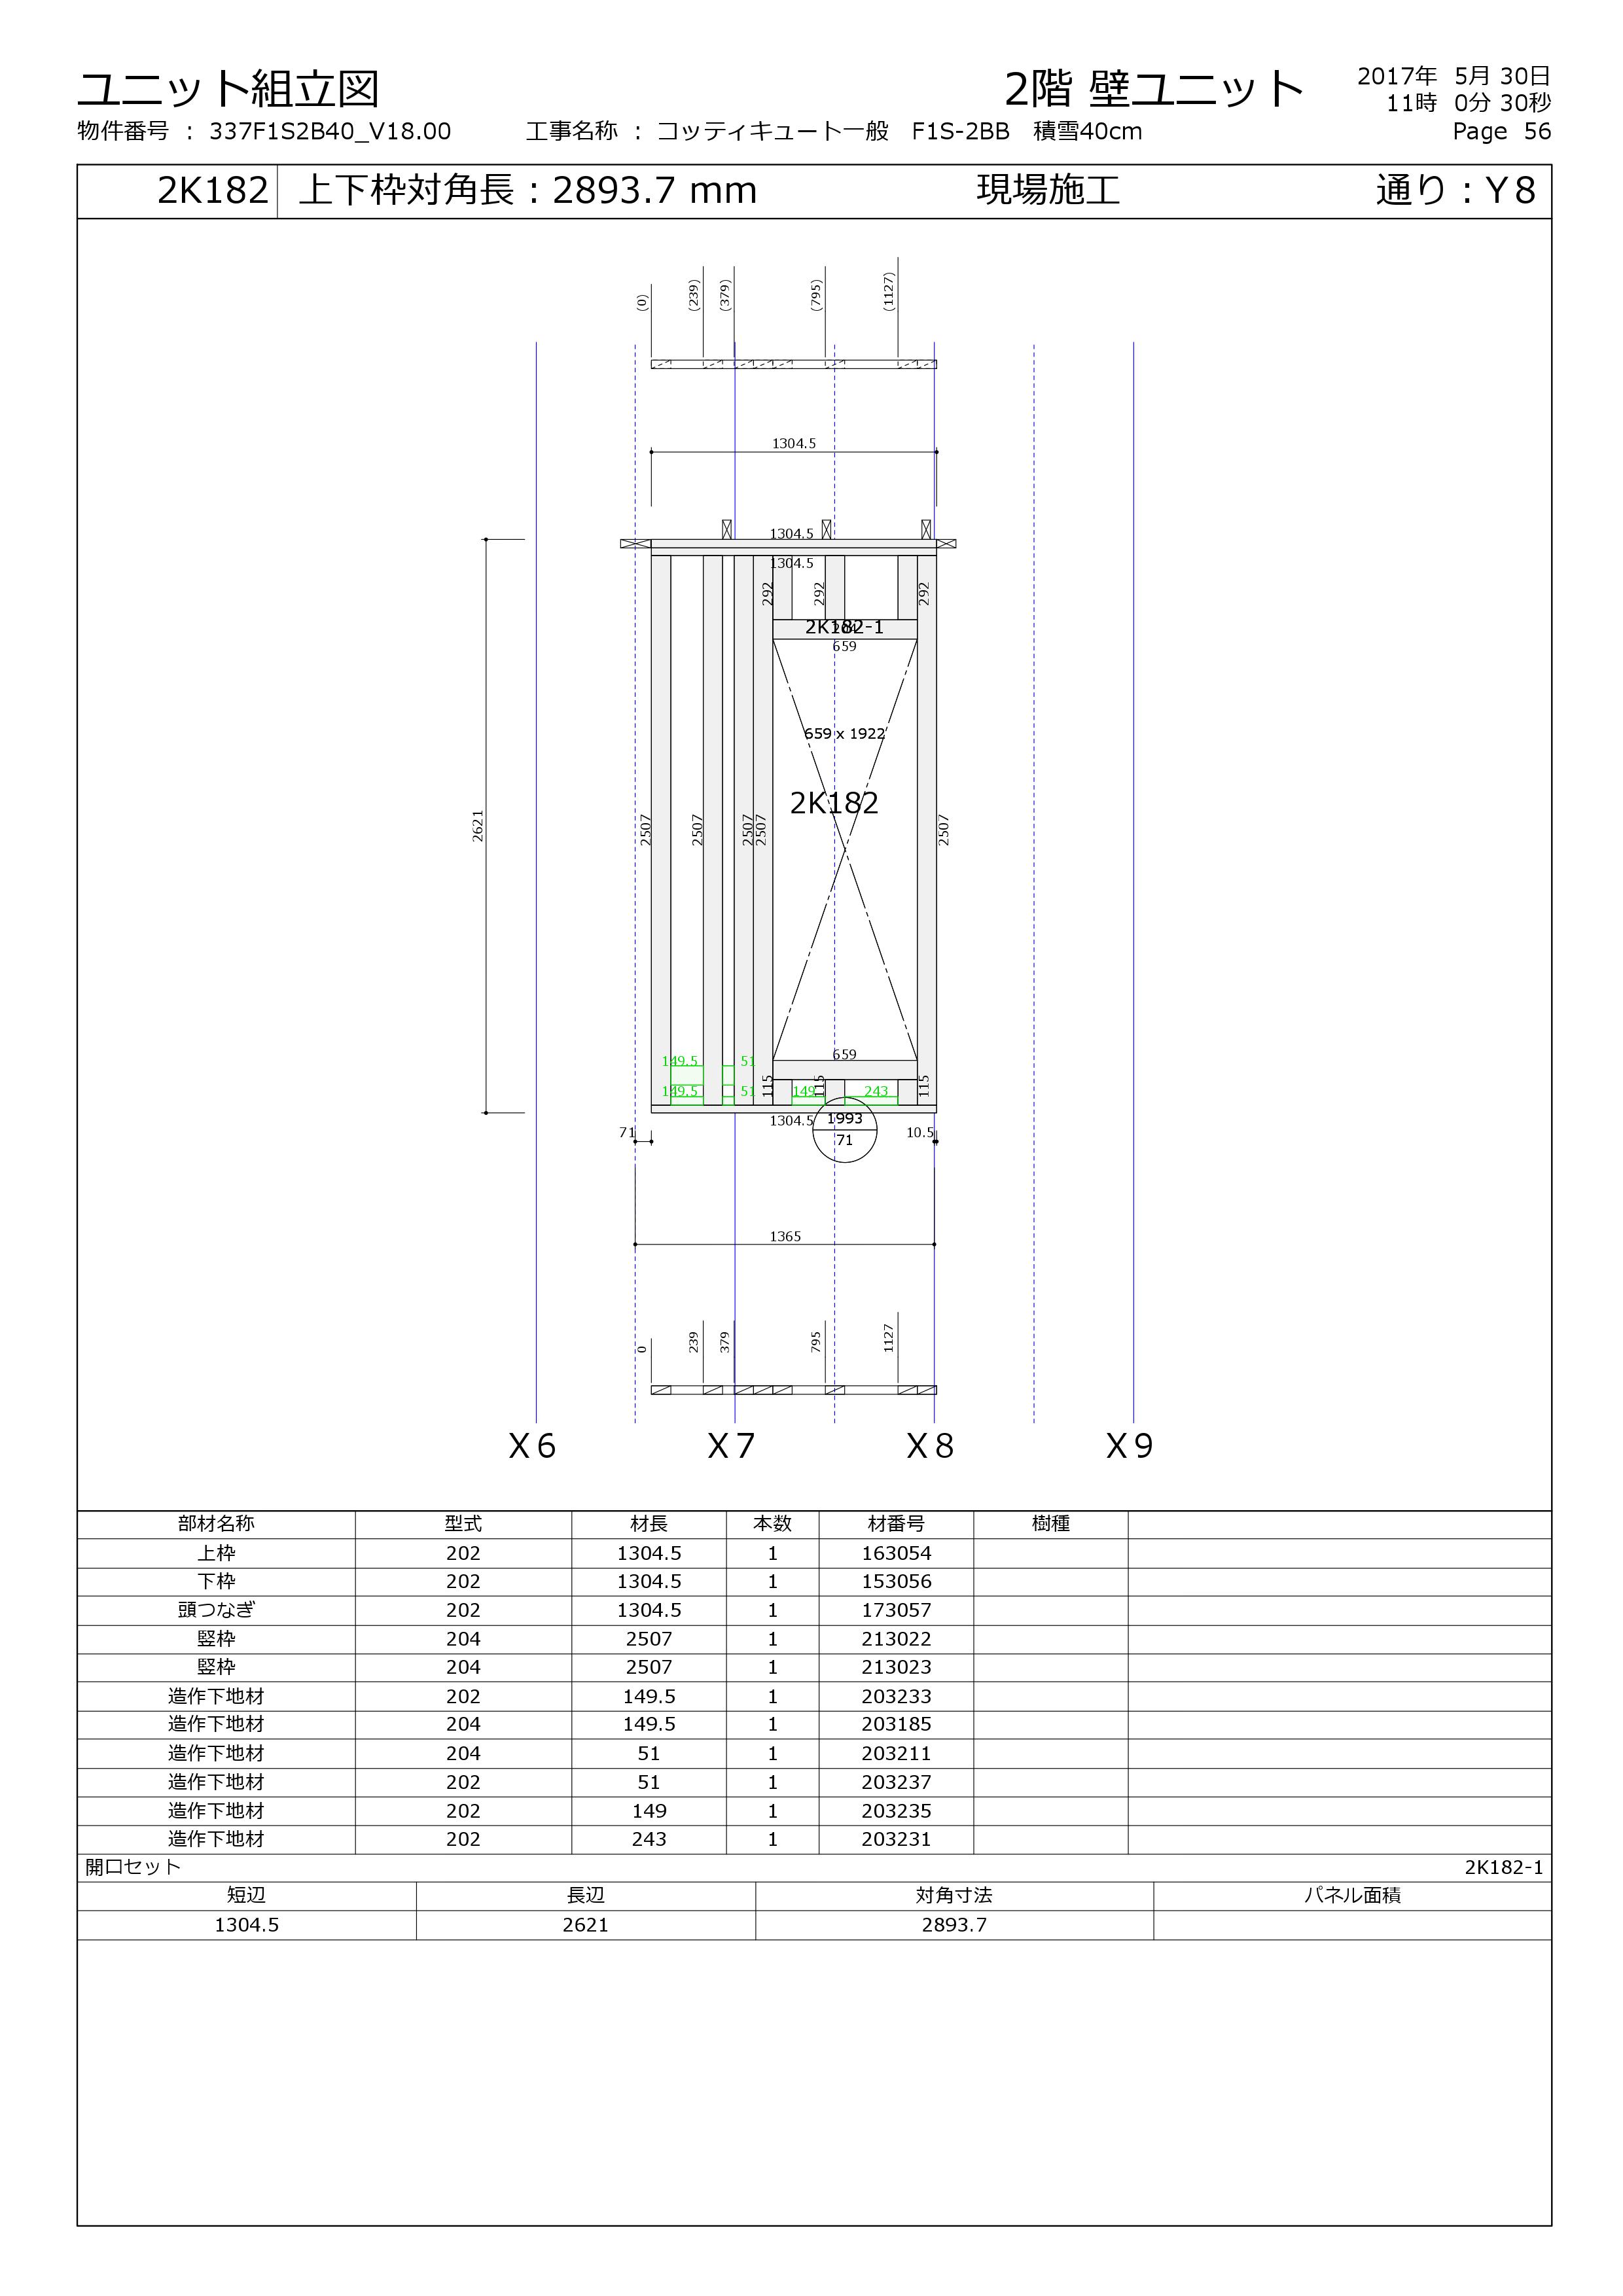 ユニット組立図
2階 壁ユニット
2017年 5月 30日
11時 0分 30秒
物件番号 : 337F1S2B40_V18.00
工事名称 : コッティキュート一般 F1S-2BB 積雪40cm
Page 56
2K182
上下枠対角長：2893.7 mm
現場施工
通り：Y8
(0)
(239)
(379)
(795)
(1127)
1304.5
1304.5
1304.5
292
292
292
2K182-1
659
659 x 1922
2K182
2621
2507
2507
2507
2507
2507
659
149.5
51
149.5
51
149
243
115
115
115
1304.5
1993
71
71
10.5
1365
0
239
379
795
1127
X6
X7
X8
X9
部材名称 型式 材長 本数 材番号 樹種
上枠 202 1304.5 1 163054
下枠 202 1304.5 1 153056
頭つなぎ 202 1304.5 1 173057
竪枠 204 2507 1 213022
竪枠 204 2507 1 213023
造作下地材 202 149.5 1 203233
造作下地材 204 149.5 1 203185
造作下地材 204 51 1 203211
造作下地材 202 51 1 203237
造作下地材 202 149 1 203235
造作下地材 202 243 1 203231
開口セット 2K182-1
短辺 長辺 対角寸法 パネル面積
1304.5 2621 2893.7